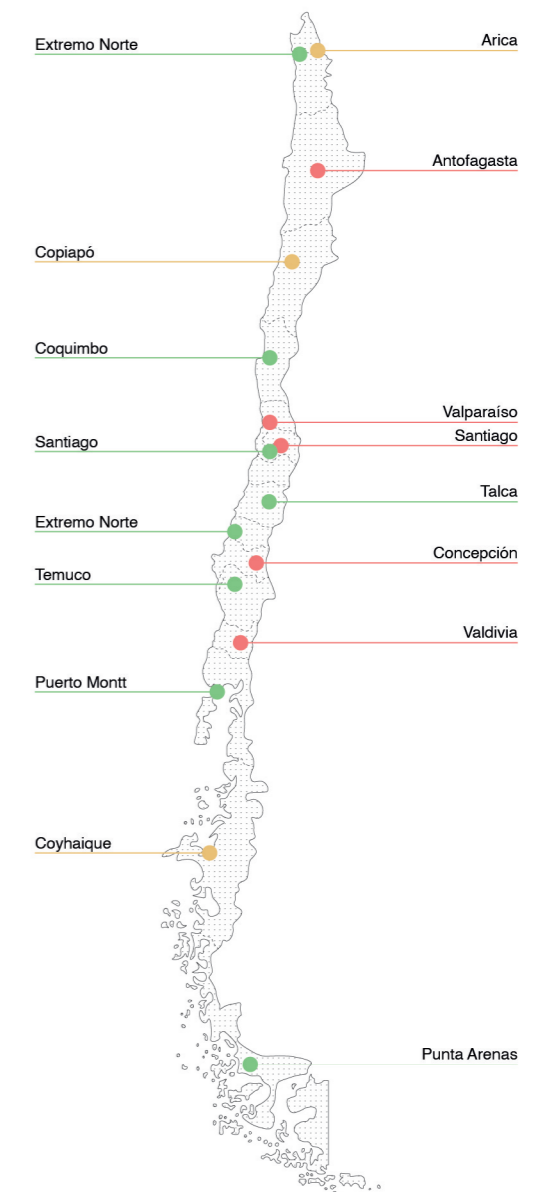 Extremo Norte
Arica
Antofagasta
Copiapó
Coquimbo
Valparaíso
Santiago
Santiago
Talca
Extremo Norte
Concepción
Temuco
Valdivia
Puerto Montt
Coyhaique
Punta Arenas